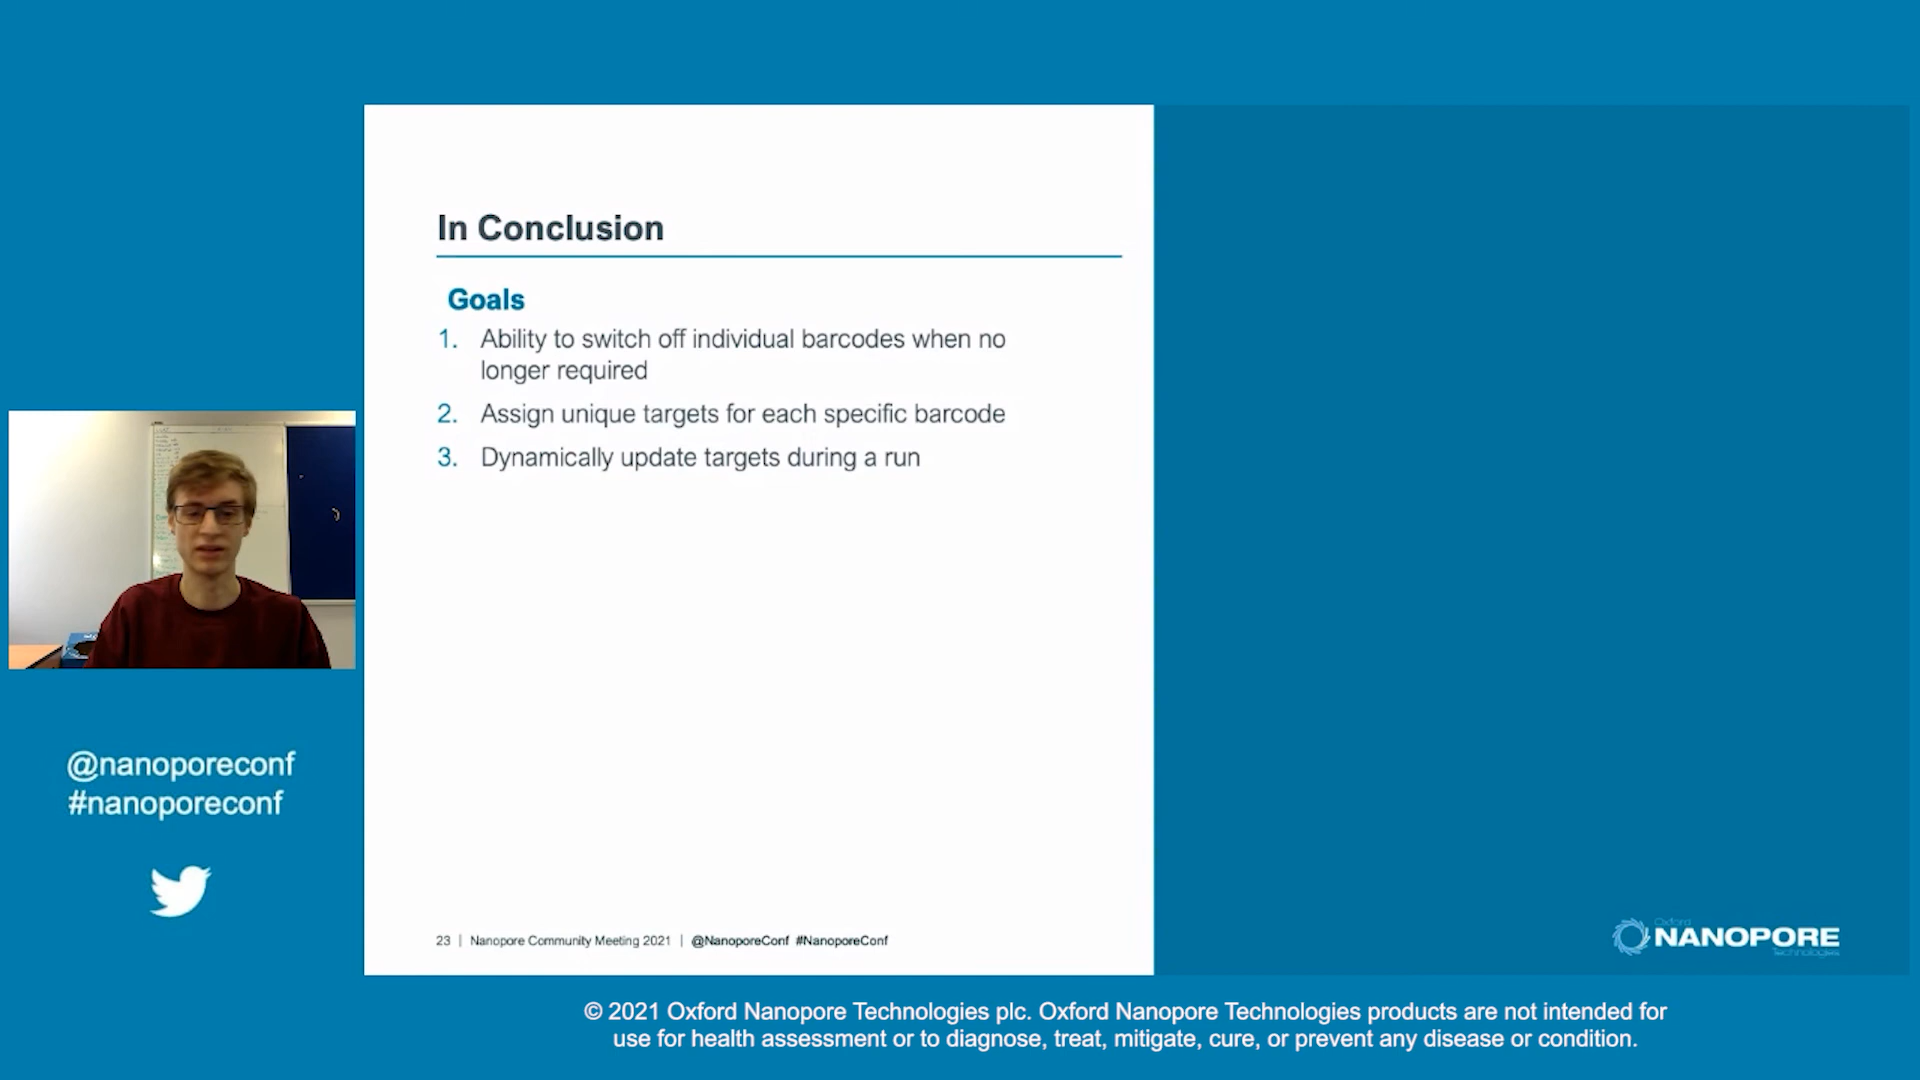 In Conclusion
Goals
1. Ability to switch off individual barcodes when no
longer required
2. Assign unique targets for each specific barcode
3. Dynamically update targets during a run
@nanoporeconf
#nanoporeconf
23 | Nanopore Community Meeting 2021 | @NanoporeConf #NanoporeConf
Oxford
NANOPORE
Technologies
© 2021 Oxford Nanopore Technologies plc. Oxford Nanopore Technologies products are not intended for
use for health assessment or to diagnose, treat, mitigate, cure, or prevent any disease or condition.